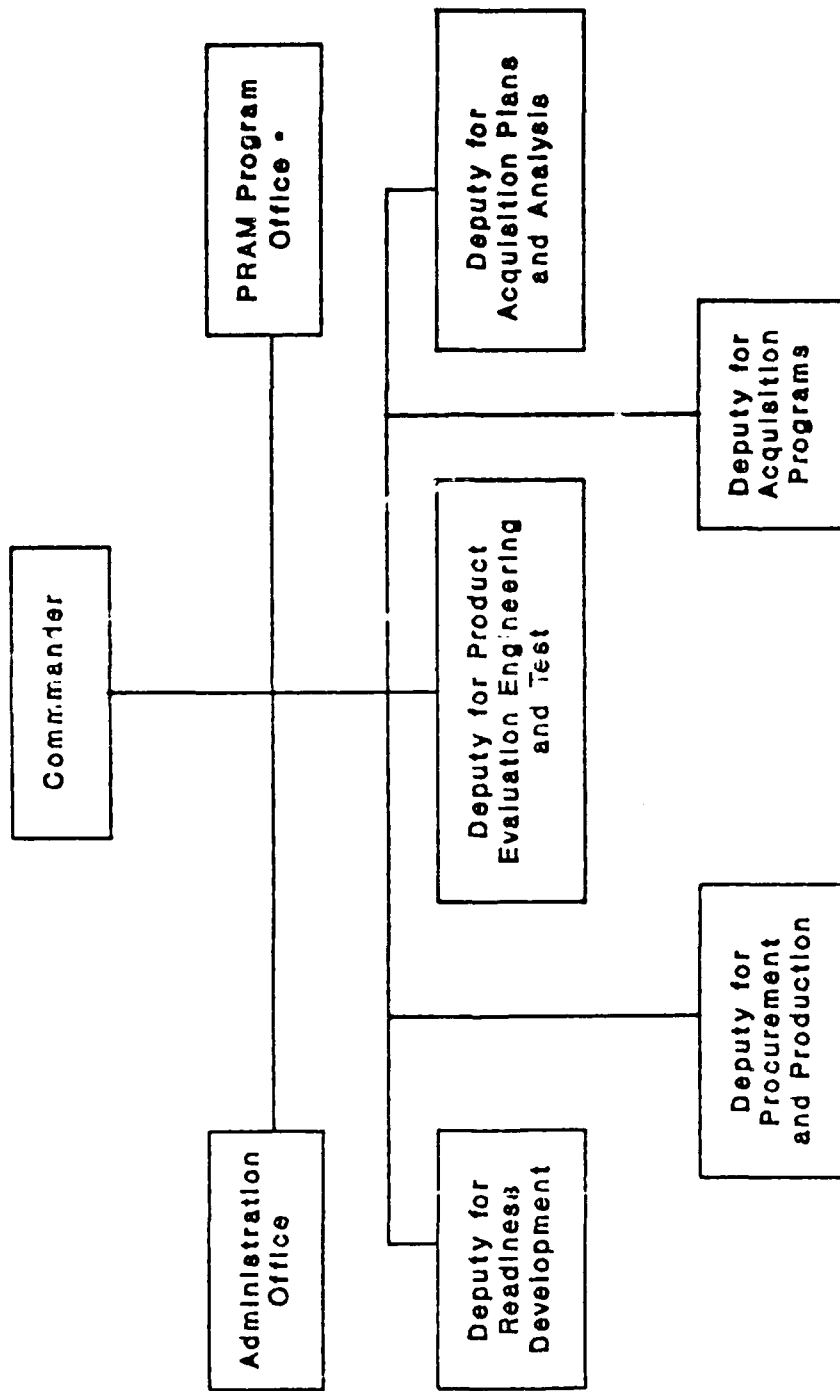 Commander
Administration
Office
PRAM Program
Office *
Deputy for
Readiness
Development
Deputy for Product
Evaluation Engineering
and Test
Deputy for
Acquisition Plans
and Analysis
Deputy for
Procurement
and Production
Deputy for
Acquisition
Programs